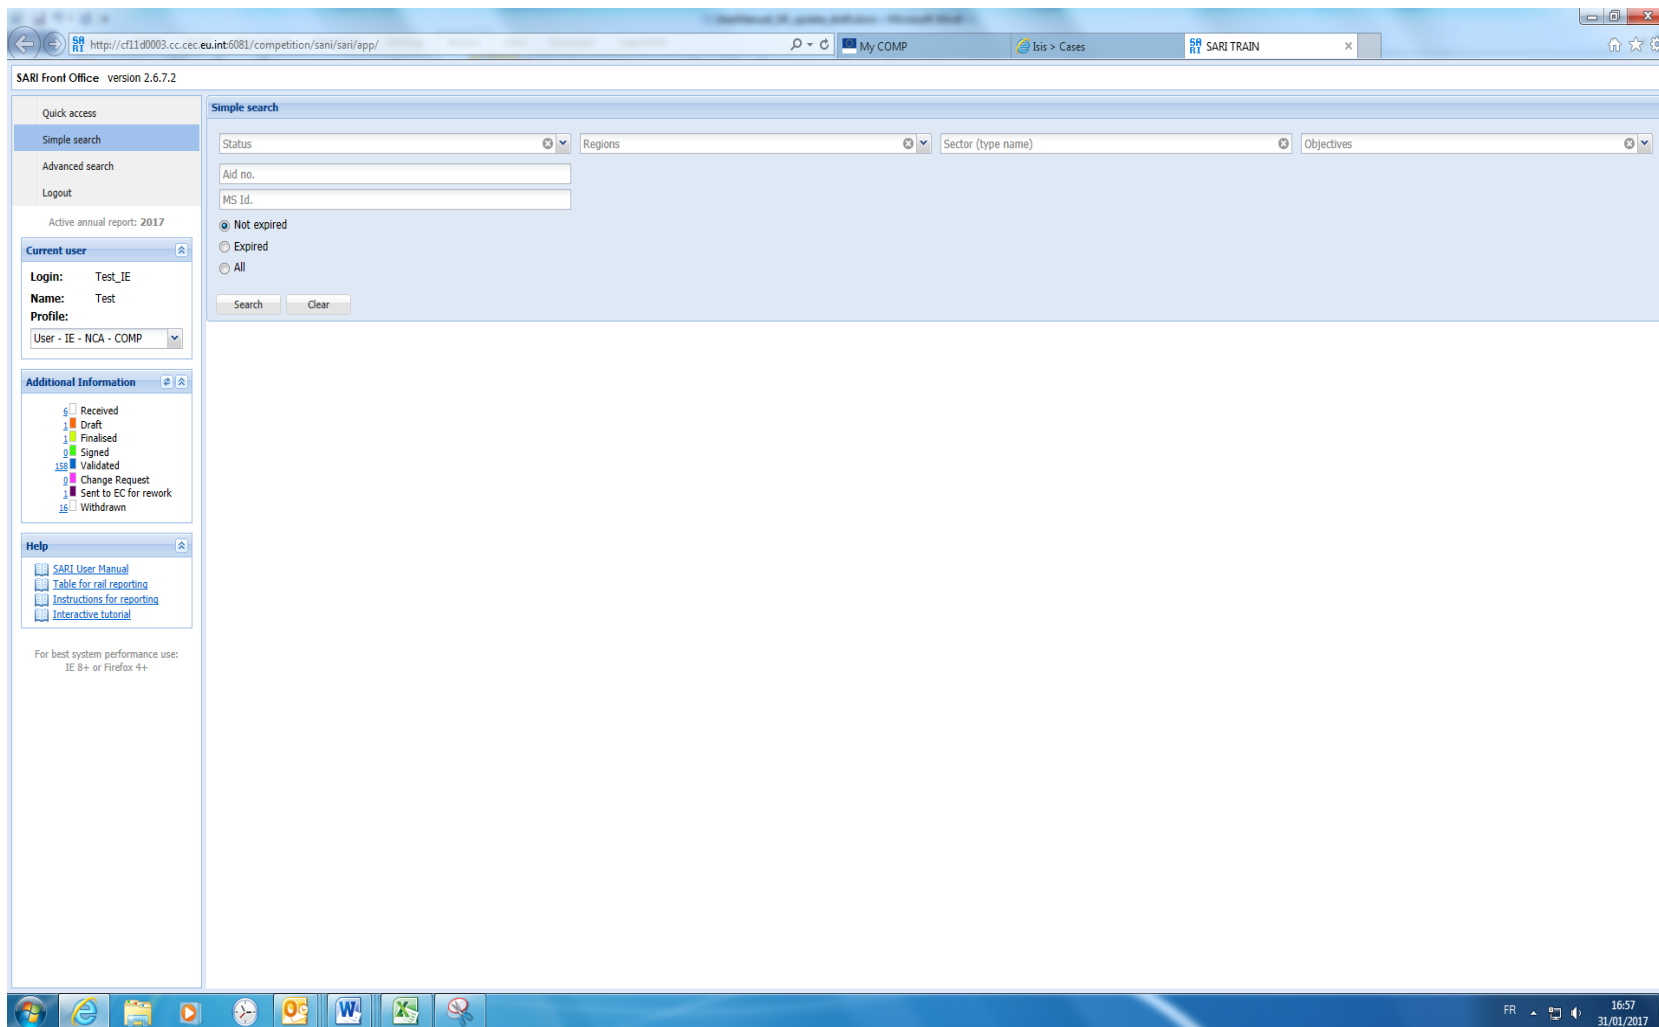 http://cf11d0003.cc.cec.eu.int:6081/competition/sani/sari/app/
My COMP
Isis > Cases
SARI
SARI TRAIN
SARI Front Office version 2.6.7.2
Quick access
Simple search
Advanced search
Logout
Active annual report: 2017
Current user
Login: Test_IE
Name: Test
Profile:
User - IE - NCA - COMP
Additional Information
6 Received
1 Draft
1 Finalised
0 Signed
158 Validated
0 Change Request
1 Sent to EC for rework
16 Withdrawn
Help
SARI User Manual
Table for rail reporting
Instructions for reporting
Interactive tutorial
For best system performance use:
IE 8+ or Firefox 4+
Simple search
Status
Regions
Sector (type name)
Objectives
Aid no.
MS Id.
Not expired
Expired
All
Search
Clear
FR
16:57
31/01/2017